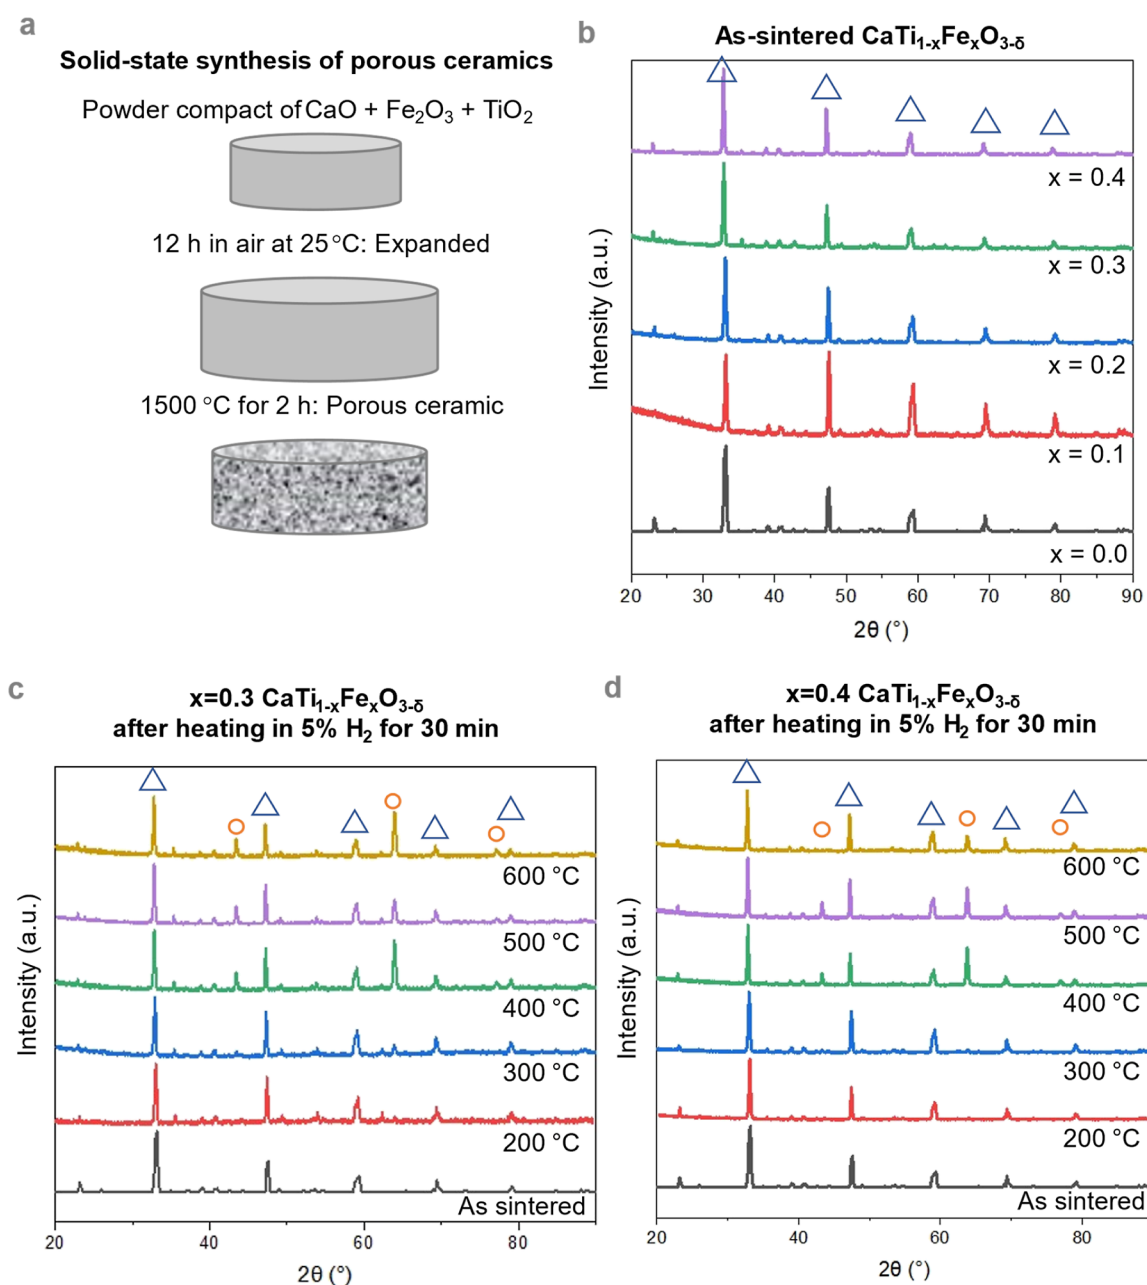 a
Solid-state synthesis of porous ceramics
Powder compact of CaO + Fe₂O₃ + TiO₂
12 h in air at 25 °C: Expanded
1500 °C for 2 h: Porous ceramic
b
As-sintered CaTi₁₋ₓFeₓO₃₋δ
Intensity (a.u.)
x = 0.4
x = 0.3
x = 0.2
x = 0.1
x = 0.0
20 30 40 50 60 70 80 90
2θ (°)
c
x=0.3 CaTi₁₋ₓFeₓO₃₋δ
after heating in 5% H₂ for 30 min
Intensity (a.u.)
600 °C
500 °C
400 °C
300 °C
200 °C
As sintered
20 40 60 80
2θ (°)
d
x=0.4 CaTi₁₋ₓFeₓO₃₋δ
after heating in 5% H₂ for 30 min
Intensity (a.u.)
600 °C
500 °C
400 °C
300 °C
200 °C
As sintered
20 40 60 80
2θ (°)